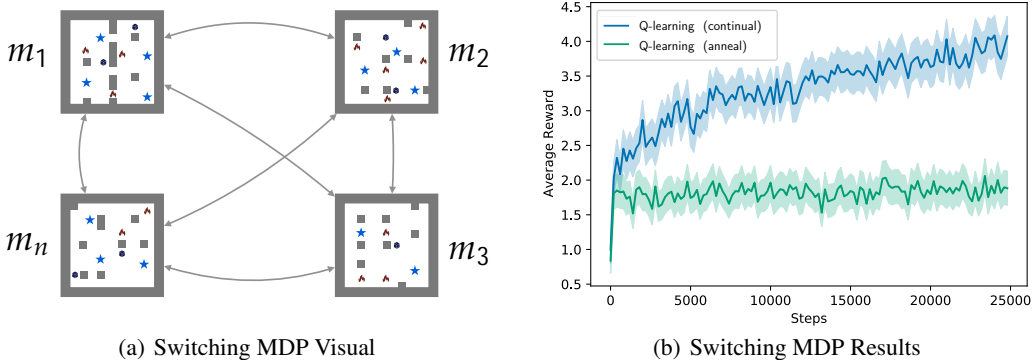 m₁
m₂
mₙ
m₃
(a) Switching MDP Visual
4.5
4.0
3.5
3.0
2.5
2.0
1.5
1.0
0.5
Average Reward
Q-learning (continual)
Q-learning (anneal)
0 5000 10000 15000 20000 25000
Steps
(b) Switching MDP Results